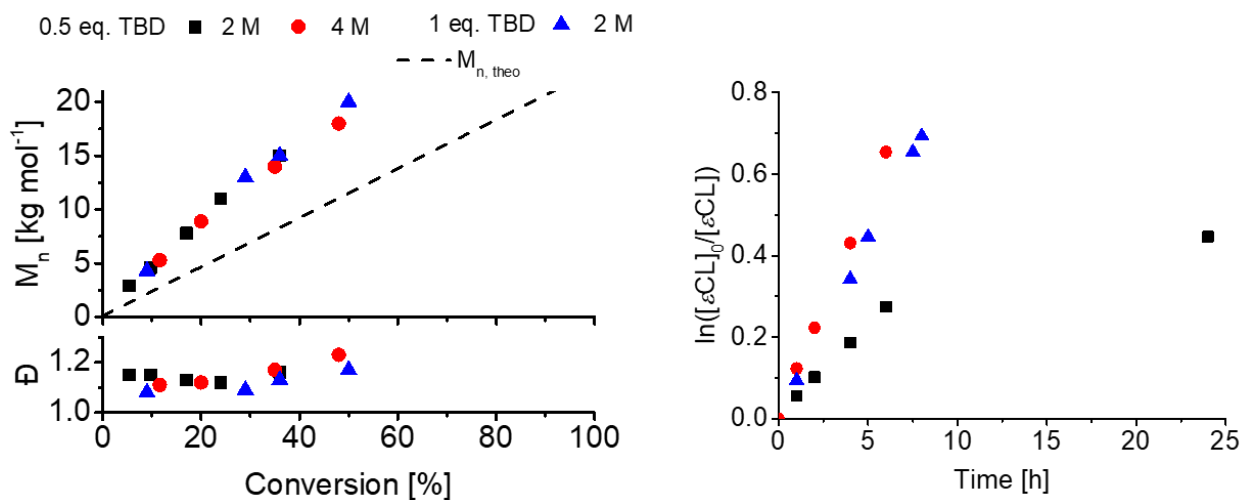 0.5 eq. TBD 2 M 4 M 1 eq. TBD 2 M
M_n, theo
20
15
10
5
0
M_n [kg mol^-1]
1.2
1.0
Đ
0 20 40 60 80 100
Conversion [%]
0.8
0.6
0.4
0.2
0.0
ln([εCL]_0/[εCL])
0 5 10 15 20 25
Time [h]